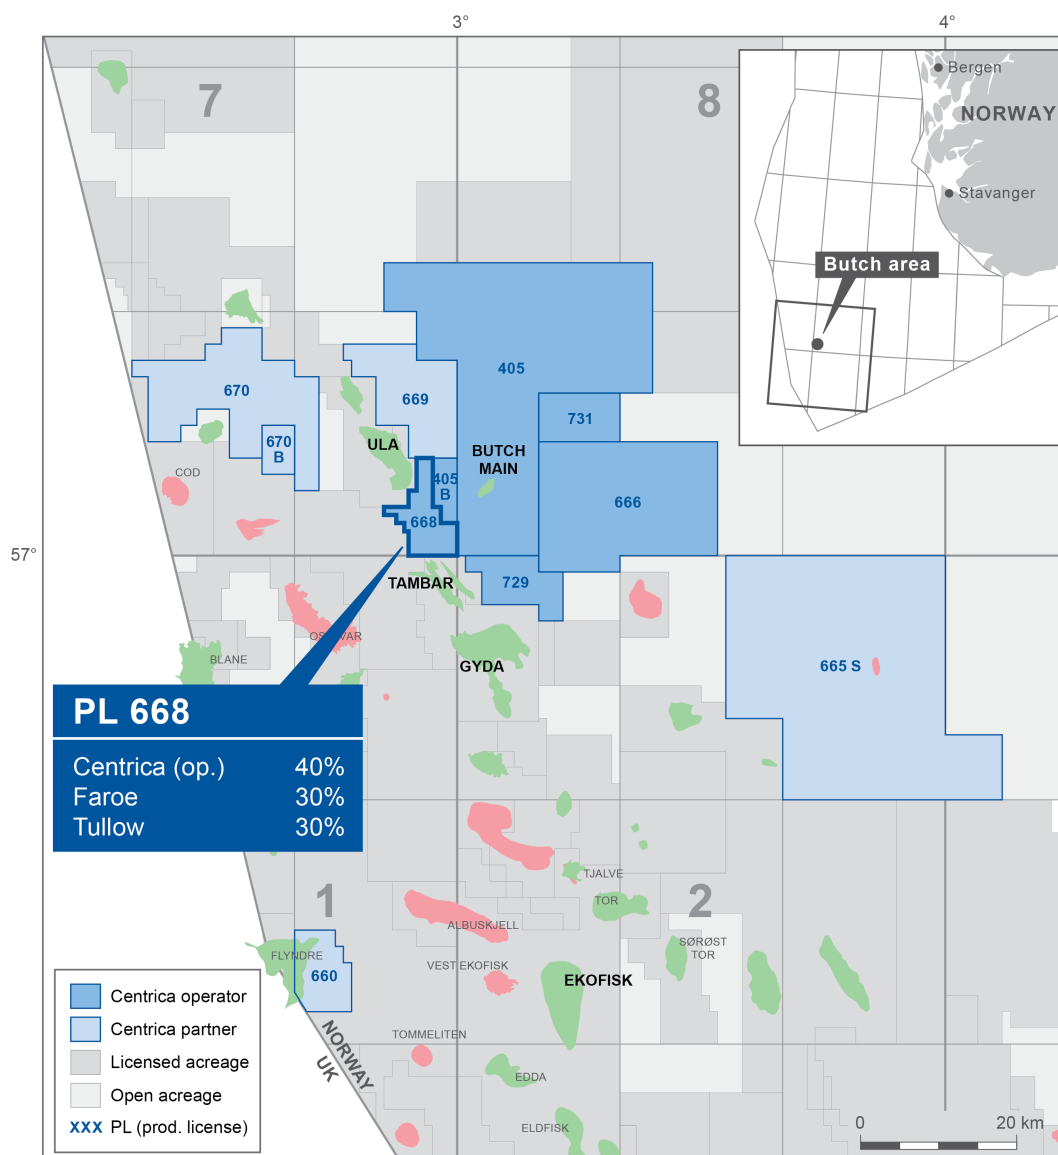 3°
4°
7
8
Bergen
NORWAY
Stavanger
Butch area
405
670
669
731
ULA
BUTCH
MAIN
670
B
COD
405
B
666
668
57°
729
TAMBAR
BLANE
GYDA
665 S
PL 668
Centrica (op.) 40%
Faroe 30%
Tullow 30%
TJALVE
TOR
1
2
ALBUSKJELL
SØRØST
TOR
FLYNDRE
VEST EKOFISK
660
EKOFISK
Centrica operator
Centrica partner
Licensed acreage
Open acreage
XXX PL (prod. license)
NORWAY
UK
TOMMELITEN
EDDA
ELDFISK
0 20 km